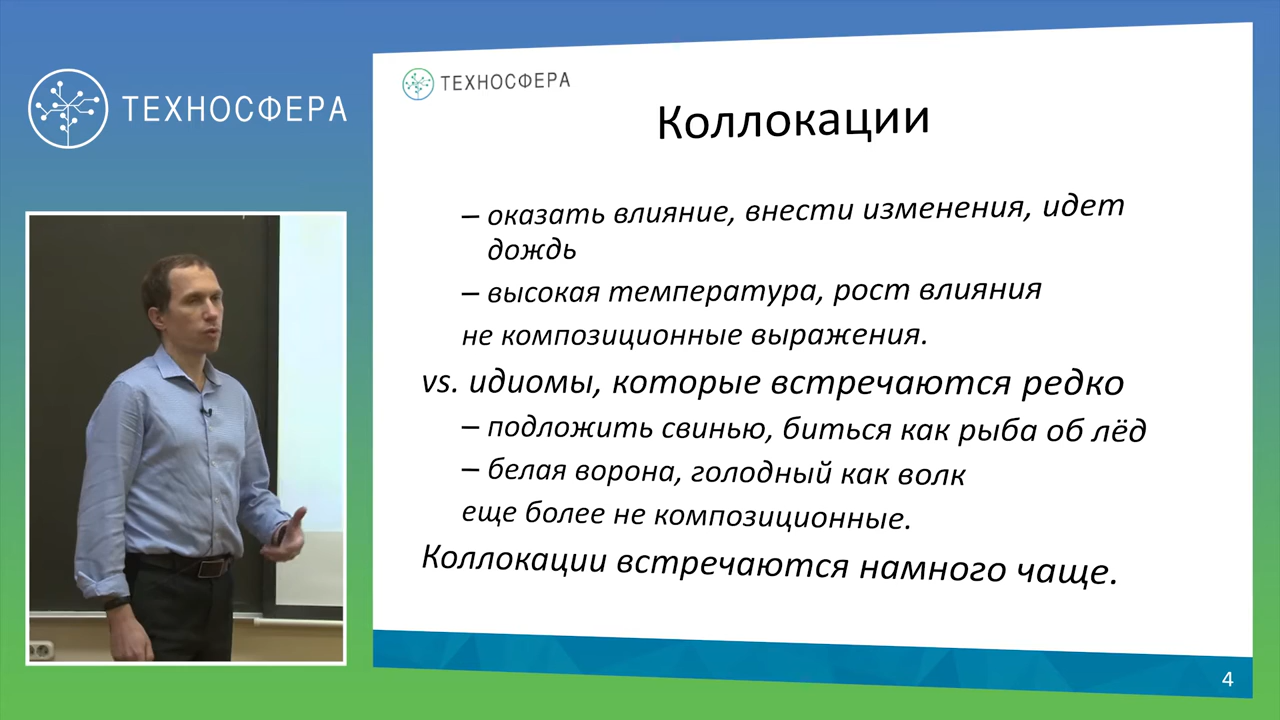 ТЕХНОСФЕРА
ТЕХНОСФЕРА
Коллокации
– оказать влияние, внести изменения, идет
дождь
– высокая температура, рост влияния
не композиционные выражения.
vs. идиомы, которые встречаются редко
– подложить свинью, биться как рыба об лёд
– белая ворона, голодный как волк
еще более не композиционные.
Коллокации встречаются намного чаще.
4